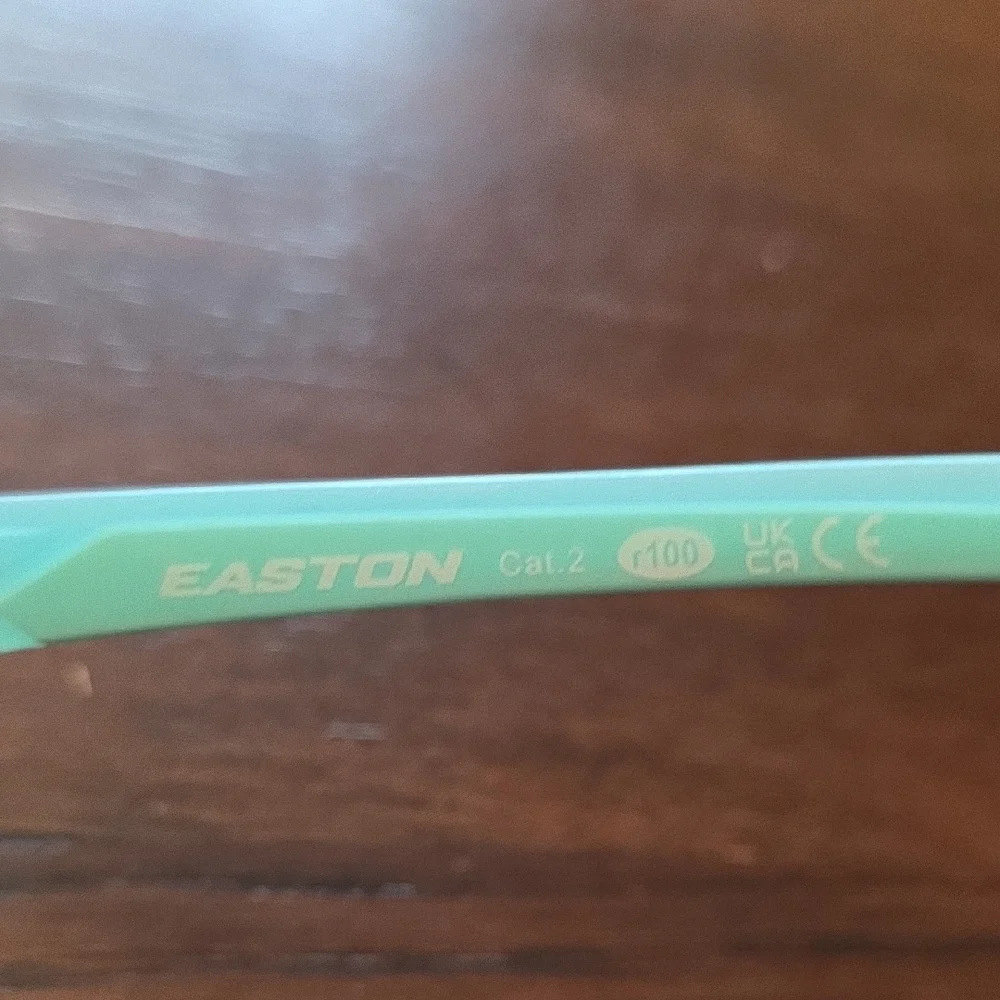 EASTON Cat.2 r100 UK CA CE